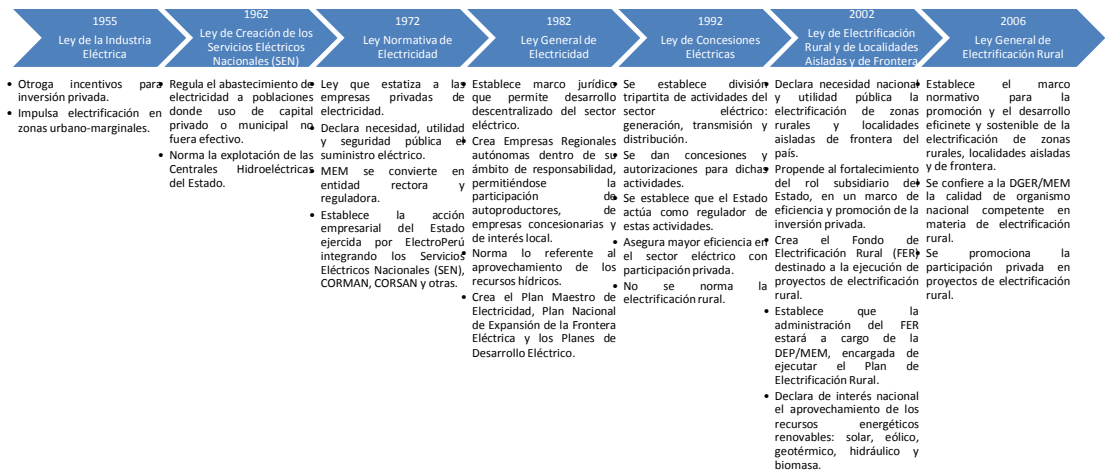 1955
Ley de la Industria
Eléctrica
• Otroga incentivos para
inversión privada.
• Impulsa electrificación en
zonas urbano-marginales.
1962
Ley de Creación de los
Servicios Eléctricos
Nacionales (SEN)
• Regula el abastecimiento de
electricidad a poblaciones
donde uso de capital
privado o municipal no
fuera efectivo.
• Norma la explotación de las
Centrales Hidroeléctricas
del Estado.
1972
Ley Normativa de
Electricidad
• Ley que estatiza a las
empresas privadas de
electricidad.
• Declara necesidad, utilidad
y seguridad pública el
suministro eléctrico.
• MEM se convierte en
entidad rectora y
reguladora.
• Establece la acción
empresarial del Estado
ejercida por ElectroPerú
integrando los Servicios
Eléctricos Nacionales (SEN),
CORMAN, CORSAN y otras.
1982
Ley General de
Electricidad
• Establece marco jurídico
que permite desarrollo
descentralizado del sector
eléctrico.
• Crea Empresas Regionales
autónomas dentro de su
ámbito de responsabilidad,
permitiéndose la
participación de
autoproductores, de
empresas concesionarias y
de interés local.
• Norma lo referente al
aprovechamiento de los
recursos hídricos.
• Crea el Plan Maestro de
Electricidad, Plan Nacional
de Expansión de la Frontera
Eléctrica y los Planes de
Desarrollo Eléctrico.
1992
Ley de Concesiones
Eléctricas
• Se establece división
tripartita de actividades del
sector eléctrico:
generación, transmisión y
distribución.
• Se dan concesiones y
autorizaciones para dichas
actividades.
• Se establece que el Estado
actúa como regulador de
estas actividades.
• Asegura mayor eficiencia en
el sector eléctrico con
participación privada.
• No se norma la
electrificación rural.
2002
Ley de Electrificación
Rural y de Localidades
Aisladas y de Frontera
• Declara necesidad nacional
y utilidad pública la
electrificación de zonas
rurales y localidades
aisladas de frontera del
país.
• Propende al fortalecimiento
del rol subsidiario del
Estado, en un marco de
eficiencia y promoción de la
inversión privada.
• Crea el Fondo de
Electrificación Rural (FER)
destinado a la ejecución de
proyectos de electrificación
rural.
• Establece que la
administración del FER
estará a cargo de la
DEP/MEM, encargada de
ejecutar el Plan de
Electrificación Rural.
• Declara de interés nacional
el aprovechamiento de los
recursos energéticos
renovables: solar, eólico,
geotérmico, hidráulico y
biomasa.
2006
Ley General de
Electrificación Rural
• Establece el marco
normativo para la
promoción y el desarrollo
eficinete y sostenible de la
electrificación de zonas
rurales, localidades aisladas
y de frontera.
• Se confiere a la DGER/MEM
la calidad de organismo
nacional competente en
materia de electrificación
rural.
• Se promociona la
participación privada en
proyectos de electrificación
rural.